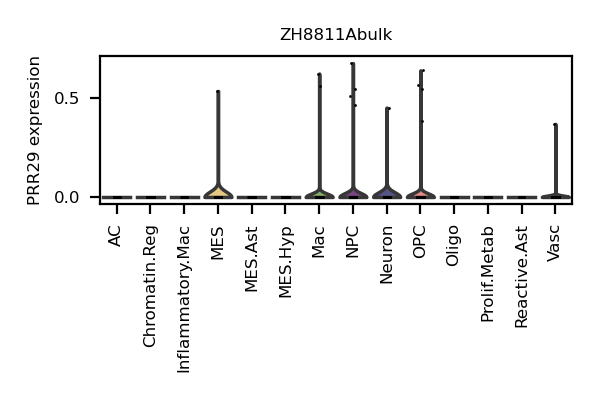 ZH8811Abulk
PRR29 expression
0.5
0.0
AC
Chromatin.Reg
Inflammatory.Mac
MES
MES.Ast
MES.Hyp
Mac
NPC
Neuron
OPC
Oligo
Prolif.Metab
Reactive.Ast
Vasc